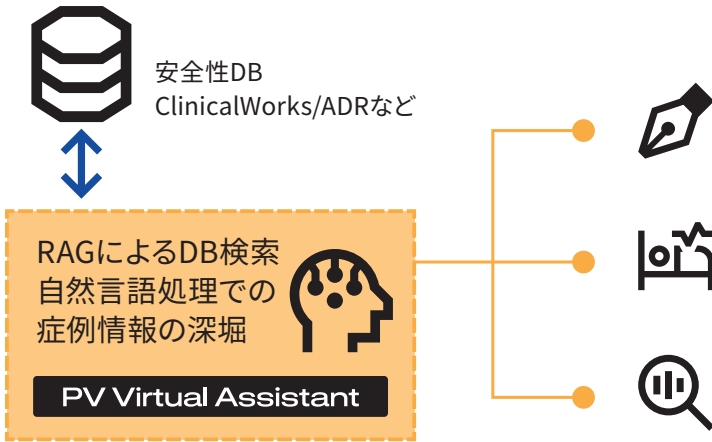 安全性DB
ClinicalWorks/ADRなど
RAGによるDB検索
自然言語処理での
症例情報の深堀
PV Virtual Assistant